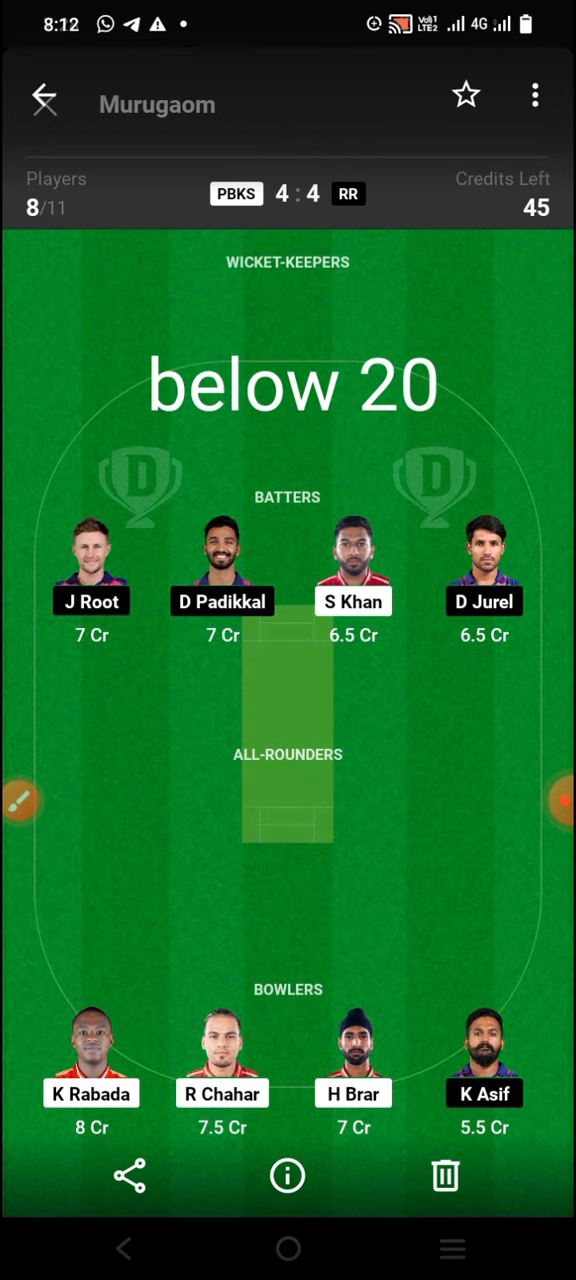 8:12 Vo)) 1 LTE2 4G
Murugaom
Players Credits Left
8/11 PBKS 4 : 4 RR 45
WICKET-KEEPERS
below 20
D D
BATTERS
J Root D Padikkal S Khan D Jurel
7 Cr 7 Cr 6.5 Cr 6.5 Cr
ALL-ROUNDERS
BOWLERS
K Rabada R Chahar H Brar K Asif
8 Cr 7.5 Cr 7 Cr 5.5 Cr